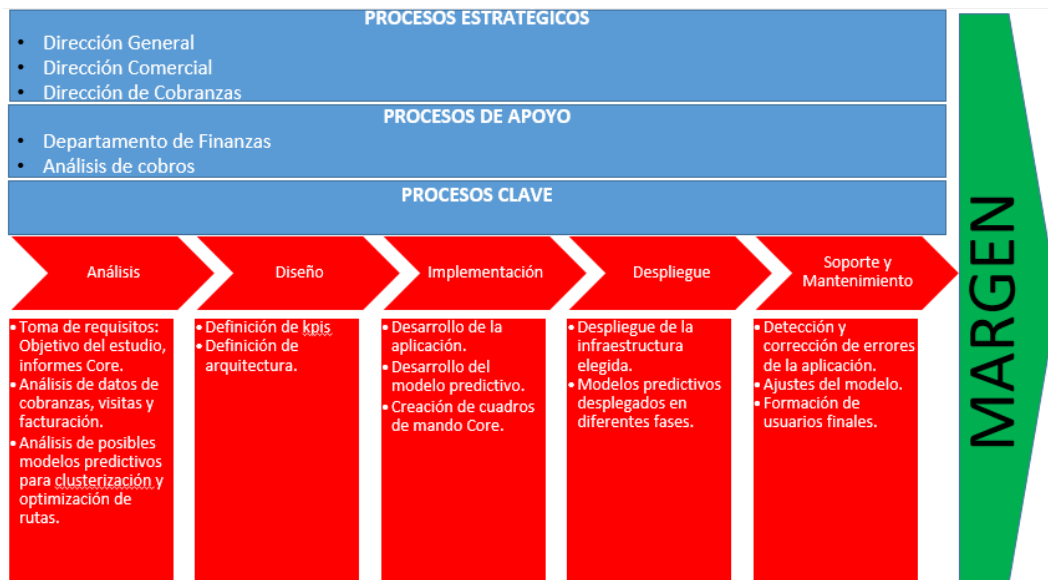 PROCESOS ESTRATÉGICOS
• Dirección General
• Dirección Comercial
• Dirección de Cobranzas
PROCESOS DE APOYO
• Departamento de Finanzas
• Análisis de cobros
PROCESOS CLAVE
Análisis
Diseño
Implementación
Despliegue
Soporte y
Mantenimiento
• Toma de requisitos:
Objetivo del estudio,
informes Core.
• Análisis de datos de
cobranzas, visitas y
facturación.
• Análisis de posibles
modelos predictivos
para clusterización y
optimización de
rutas.
• Definición de kpis
• Definición de
arquitectura.
• Desarrollo de la
aplicación.
• Desarrollo del
modelo predictivo.
• Creación de cuadros
de mando Core.
• Despliegue de la
infraestructura
elegida.
• Modelos predictivos
desplegados en
diferentes fases.
• Detección y
corrección de errores
de la aplicación.
• Ajustes del modelo.
• Formación de
usuarios finales.
MARGEN